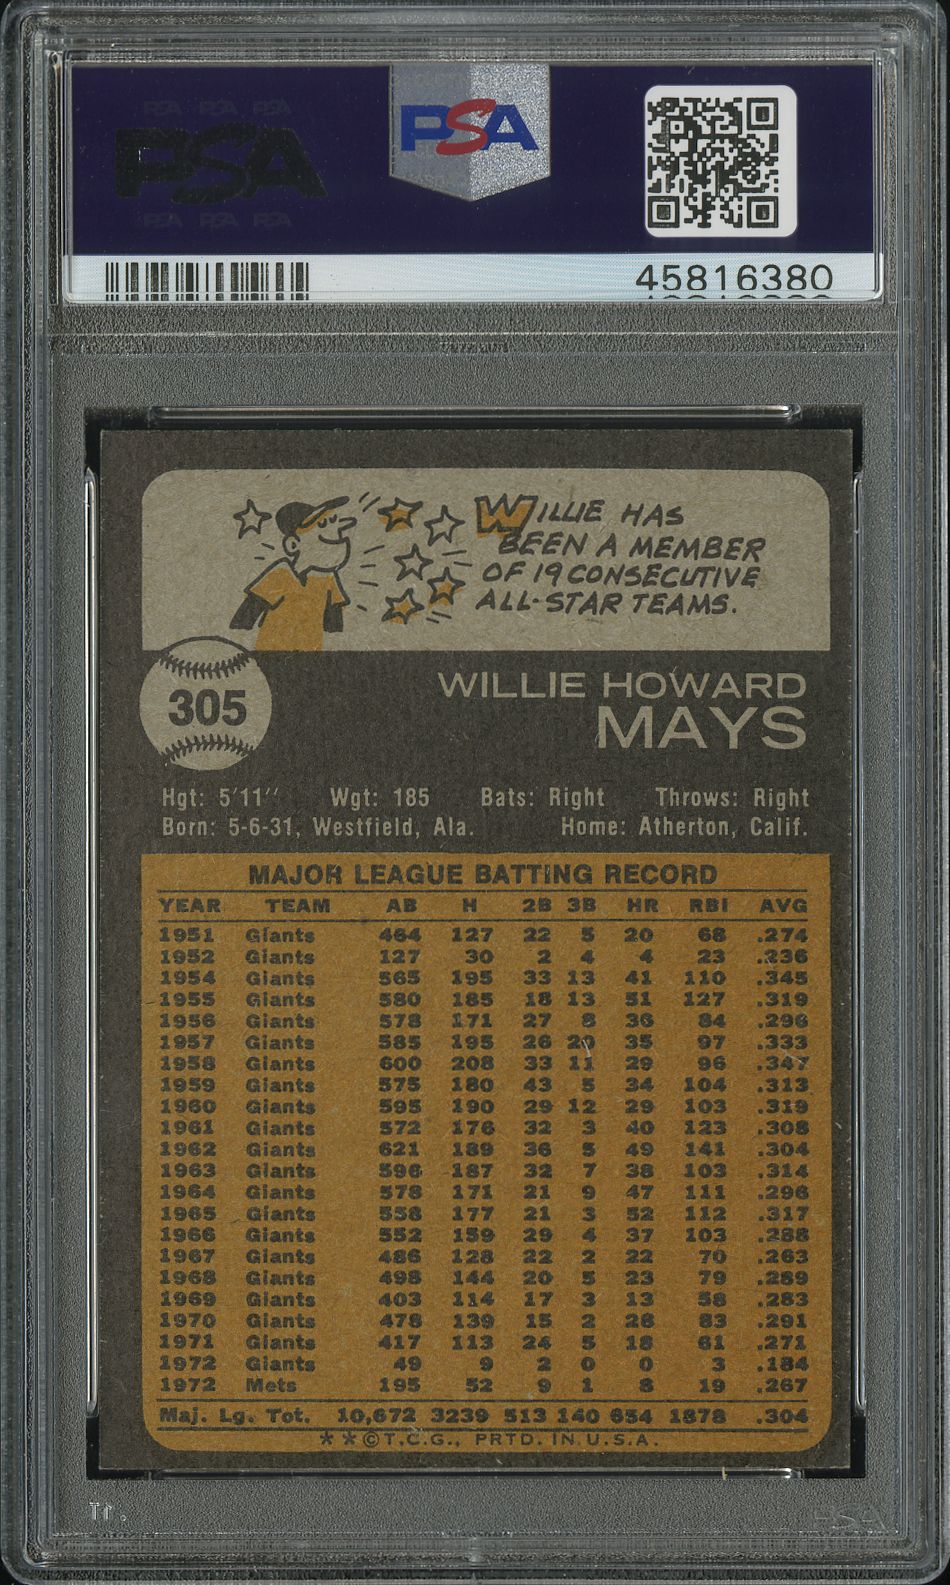 PSA PSA PSA
PSA
PSA PSA PSA
PSA
45816380
WILLIE HAS
BEEN A MEMBER
OF 19 CONSECUTIVE
ALL-STAR TEAMS.
305
WILLIE HOWARD
MAYS
Hgt: 5'11'' Wgt: 185 Bats: Right Throws: Right
Born: 5-6-31, Westfield, Ala. Home: Atherton, Calif.
MAJOR LEAGUE BATTING RECORD
YEAR TEAM AB H 2B 3B HR RBI AVG
1951 Giants 464 127 22 5 20 68 .274
1952 Giants 127 30 2 4 4 23 .236
1954 Giants 565 195 33 13 41 110 .345
1955 Giants 580 185 18 13 51 127 .319
1956 Giants 578 171 27 8 36 84 .296
1957 Giants 585 195 26 20 35 97 .333
1958 Giants 600 208 33 11 29 96 .347
1959 Giants 575 180 43 5 34 104 .313
1960 Giants 595 190 29 12 29 103 .319
1961 Giants 572 176 32 3 40 123 .308
1962 Giants 621 189 36 5 49 141 .304
1963 Giants 596 187 32 7 38 103 .314
1964 Giants 578 171 21 9 47 111 .296
1965 Giants 558 177 21 3 52 112 .317
1966 Giants 552 159 29 4 37 103 .288
1967 Giants 486 128 22 2 22 70 .263
1968 Giants 498 144 20 5 23 79 .289
1969 Giants 403 114 17 3 13 58 .283
1970 Giants 478 139 15 2 28 83 .291
1971 Giants 417 113 24 5 18 61 .271
1972 Giants 49 9 2 0 0 3 .184
1972 Mets 195 52 9 1 8 19 .267
Maj. Lg. Tot. 10,672 3239 513 140 654 1878 .304
* * © T.C.G., PRTD. IN U.S.A.